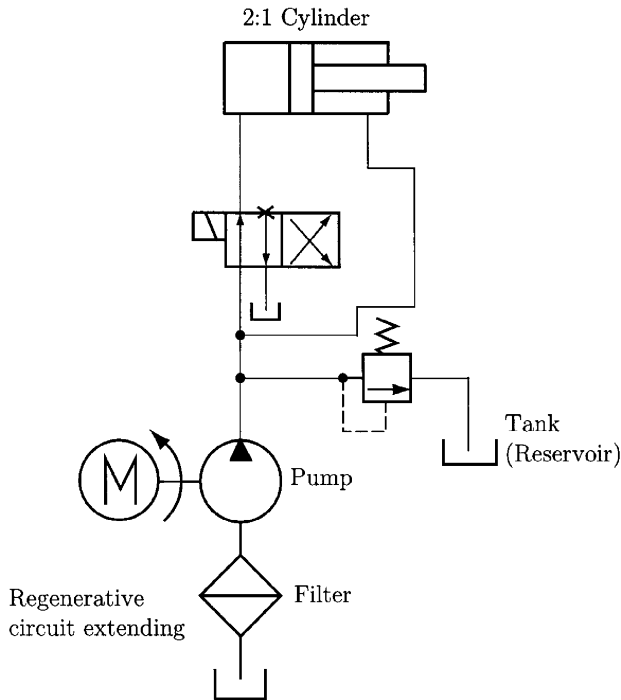 2:1 Cylinder
Tank
(Reservoir)
M
Pump
Filter
Regenerative
circuit extending